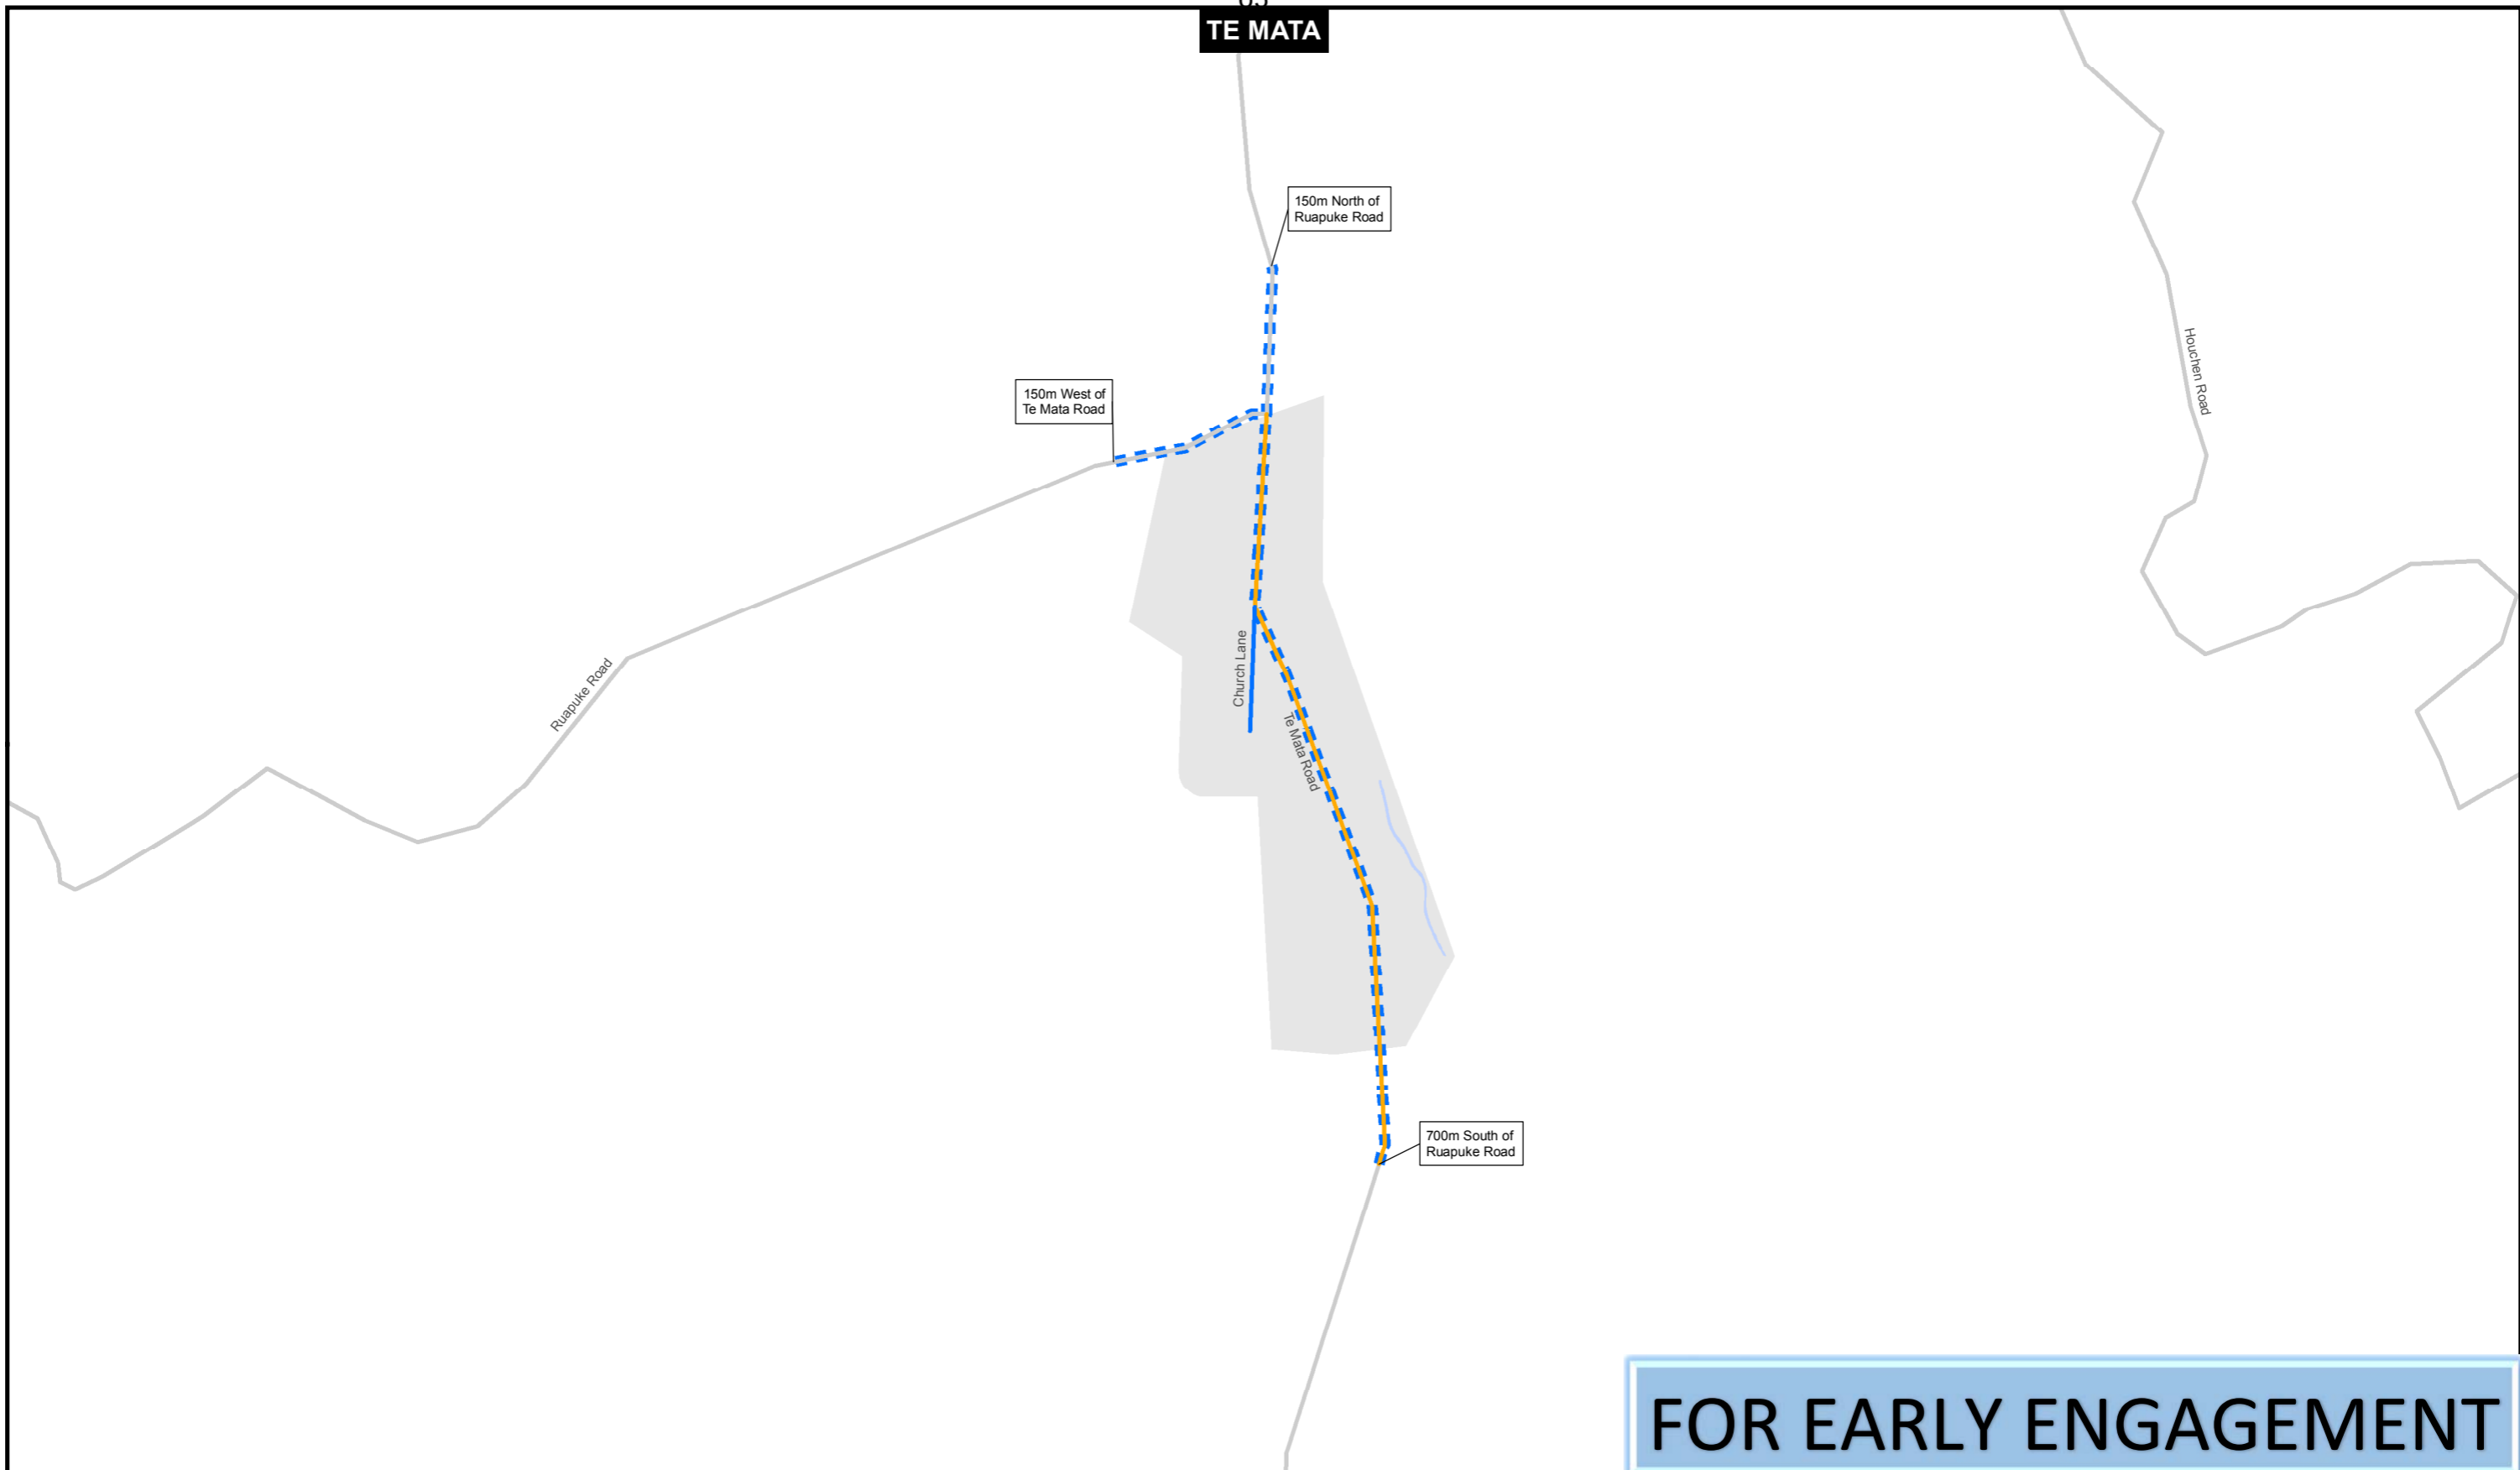 TE MATA
150m North of
Ruapuke Road
150m West of
Te Mata Road
Houchen Road
Church Lane
Ruapuke Road
Te Mata Road
700m South of
Ruapuke Road
FOR EARLY ENGAGEMENT